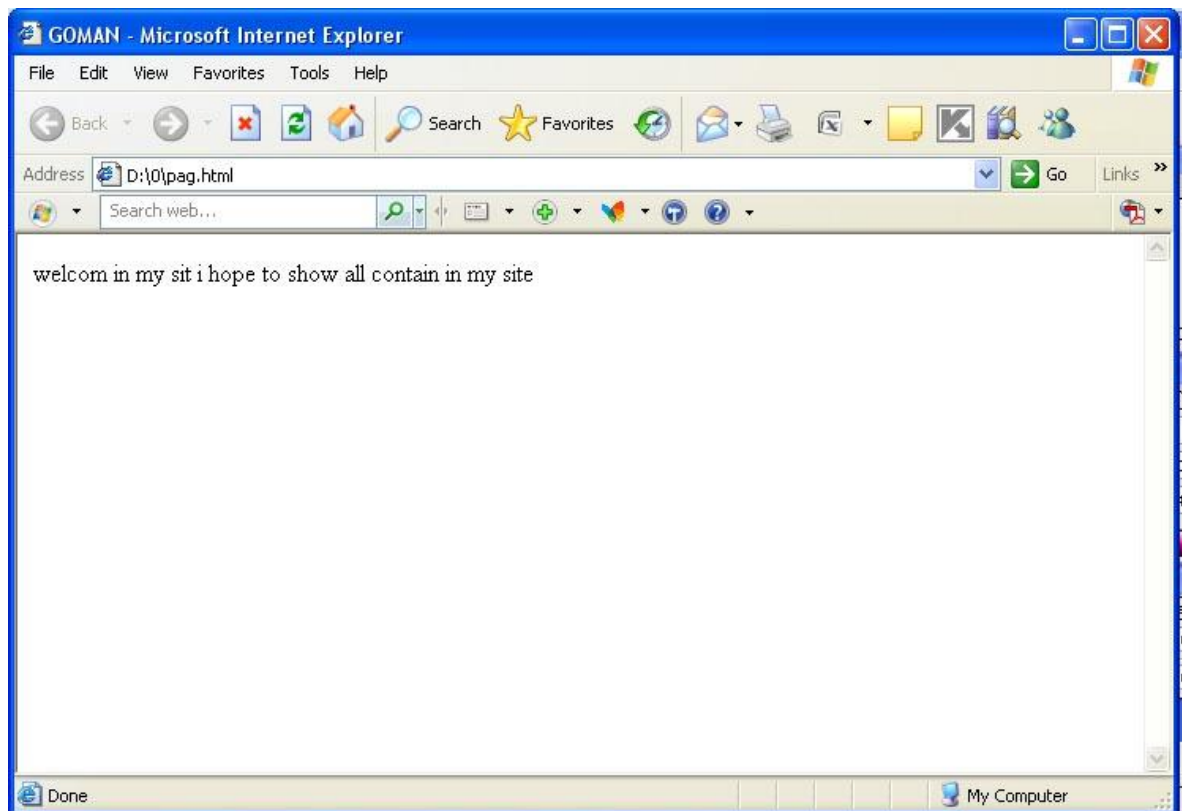 GOMAN - Microsoft Internet Explorer
File Edit View Favorites Tools Help
Back Search Favorites
Address D:\0\pag.html Go Links »
Search web...
welcom in my sit i hope to show all contain in my site
Done My Computer